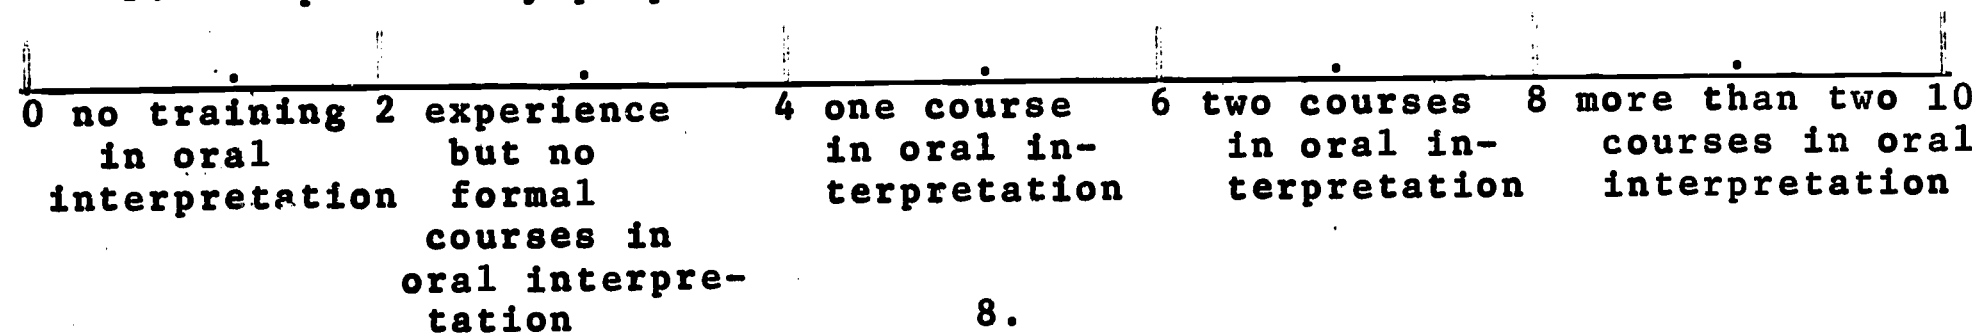 0 no training 2 experience 4 one course 6 two courses 8 more than two 10
in oral but no in oral in- in oral in- courses in oral
interpretation formal terpretation terpretation interpretation
courses in
oral interpre-
tation 8.